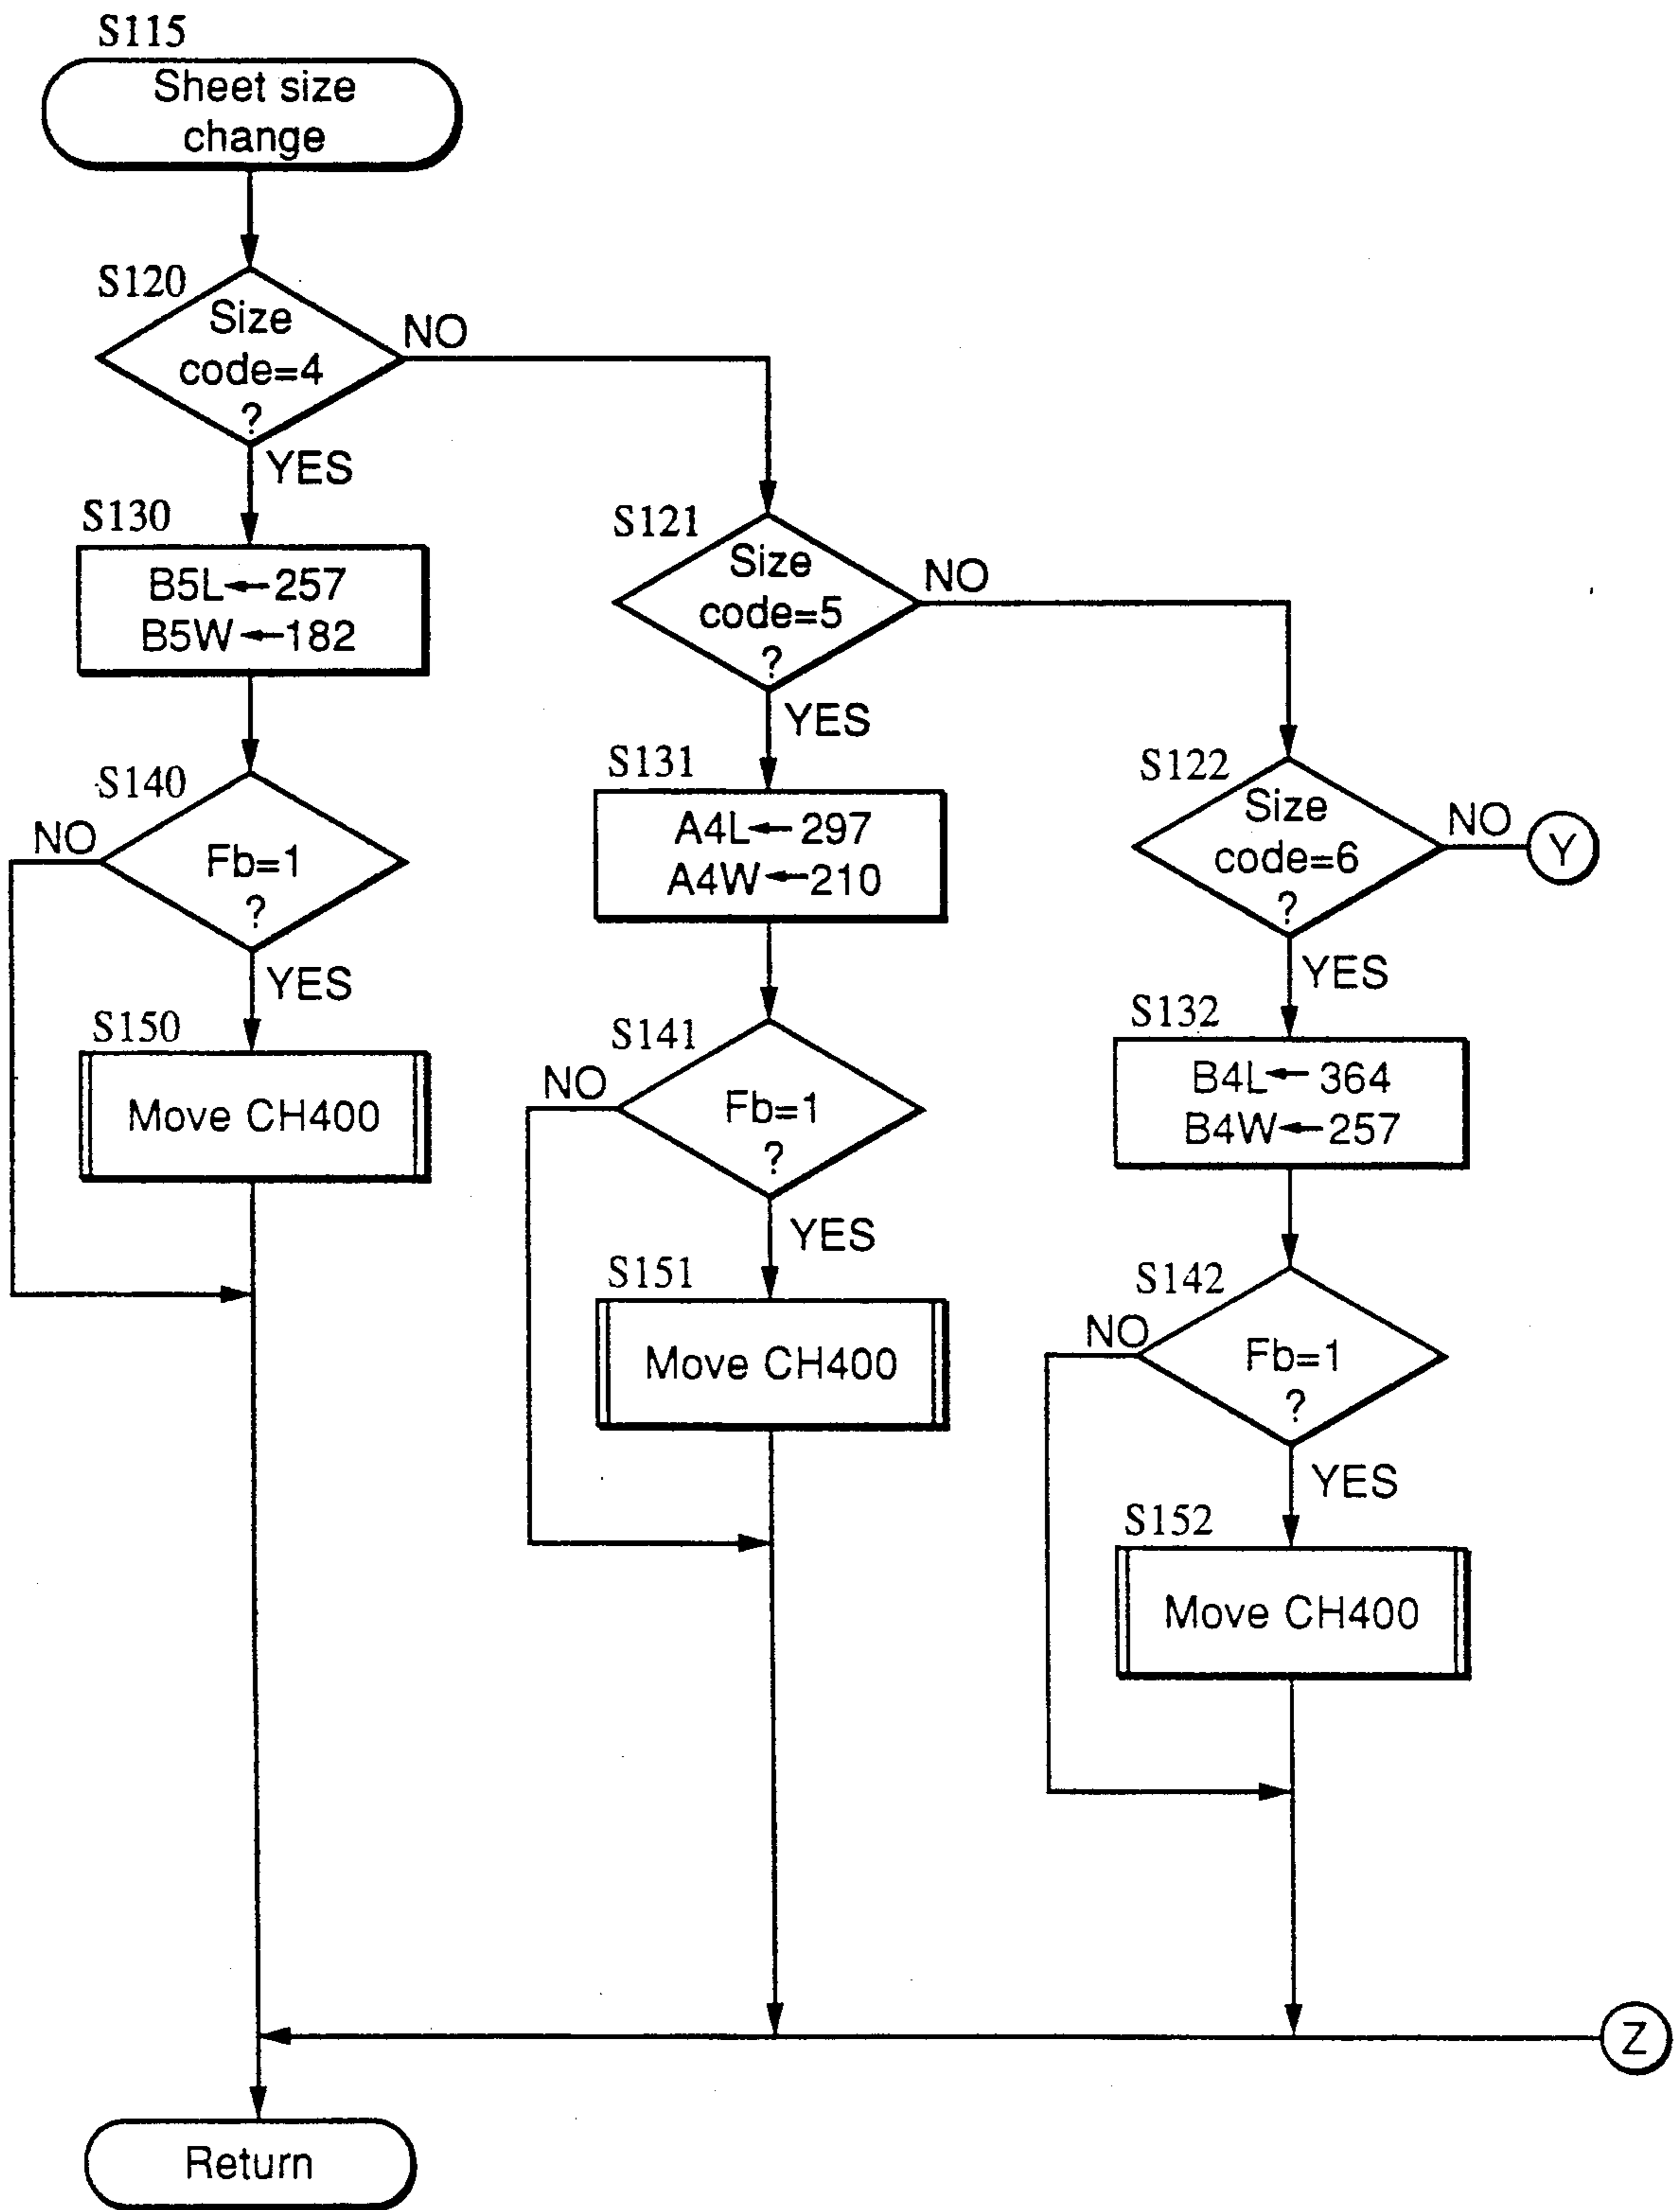 S115
Sheet size
change
S120
Size
code=4
?
NO
YES
S130
B5L←257
B5W←182
S140
Fb=1
?
NO
YES
S150
Move CH400
S121
Size
code=5
?
NO
YES
S131
A4L←297
A4W←210
S141
Fb=1
?
NO
YES
S151
Move CH400
S122
Size
code=6
?
NO
Y
YES
S132
B4L←364
B4W←257
S142
Fb=1
?
NO
YES
S152
Move CH400
Z
Return